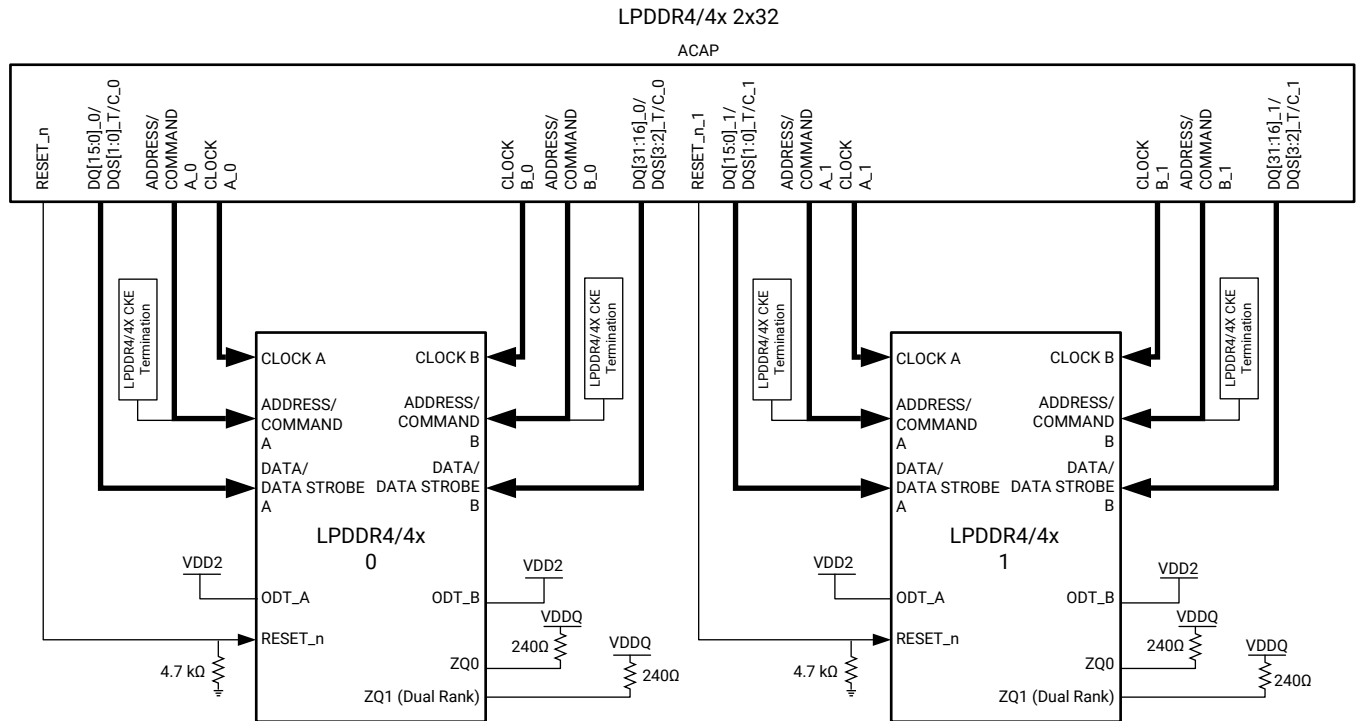 LPDDR4/4x 2x32
ACAP
RESET_n
DQ[15:0]_0/
DQS[1:0]_T/C_0
ADDRESS/
COMMAND
A_0
CLOCK
A_0
CLOCK
B_0
ADDRESS/
COMMAND
B_0
DQ[31:16]_0/
DQS[3:2]_T/C_0
RESET_n_1
DQ[15:0]_1/
DQS[1:0]_T/C_1
ADDRESS/
COMMAND
A_1
CLOCK
A_1
CLOCK
B_1
ADDRESS/
COMMAND
B_1
DQ[31:16]_1/
DQS[3:2]_T/C_1
LPDDR4/4X CKE
Termination
LPDDR4/4X CKE
Termination
LPDDR4/4X CKE
Termination
LPDDR4/4X CKE
Termination
CLOCK A
CLOCK B
ADDRESS/
COMMAND
A
ADDRESS/
COMMAND
B
DATA/
DATA STROBE
A
DATA/
DATA STROBE
B
LPDDR4/4x
0
VDD2
ODT_A
ODT_B
VDD2
RESET_n
4.7 kΩ
VDDQ
240Ω
ZQ0
VDDQ
240Ω
ZQ1 (Dual Rank)
CLOCK A
CLOCK B
ADDRESS/
COMMAND
A
ADDRESS/
COMMAND
B
DATA/
DATA STROBE
A
DATA/
DATA STROBE
B
LPDDR4/4x
1
VDD2
ODT_A
ODT_B
VDD2
RESET_n
4.7 kΩ
VDDQ
240Ω
ZQ0
VDDQ
240Ω
ZQ1 (Dual Rank)